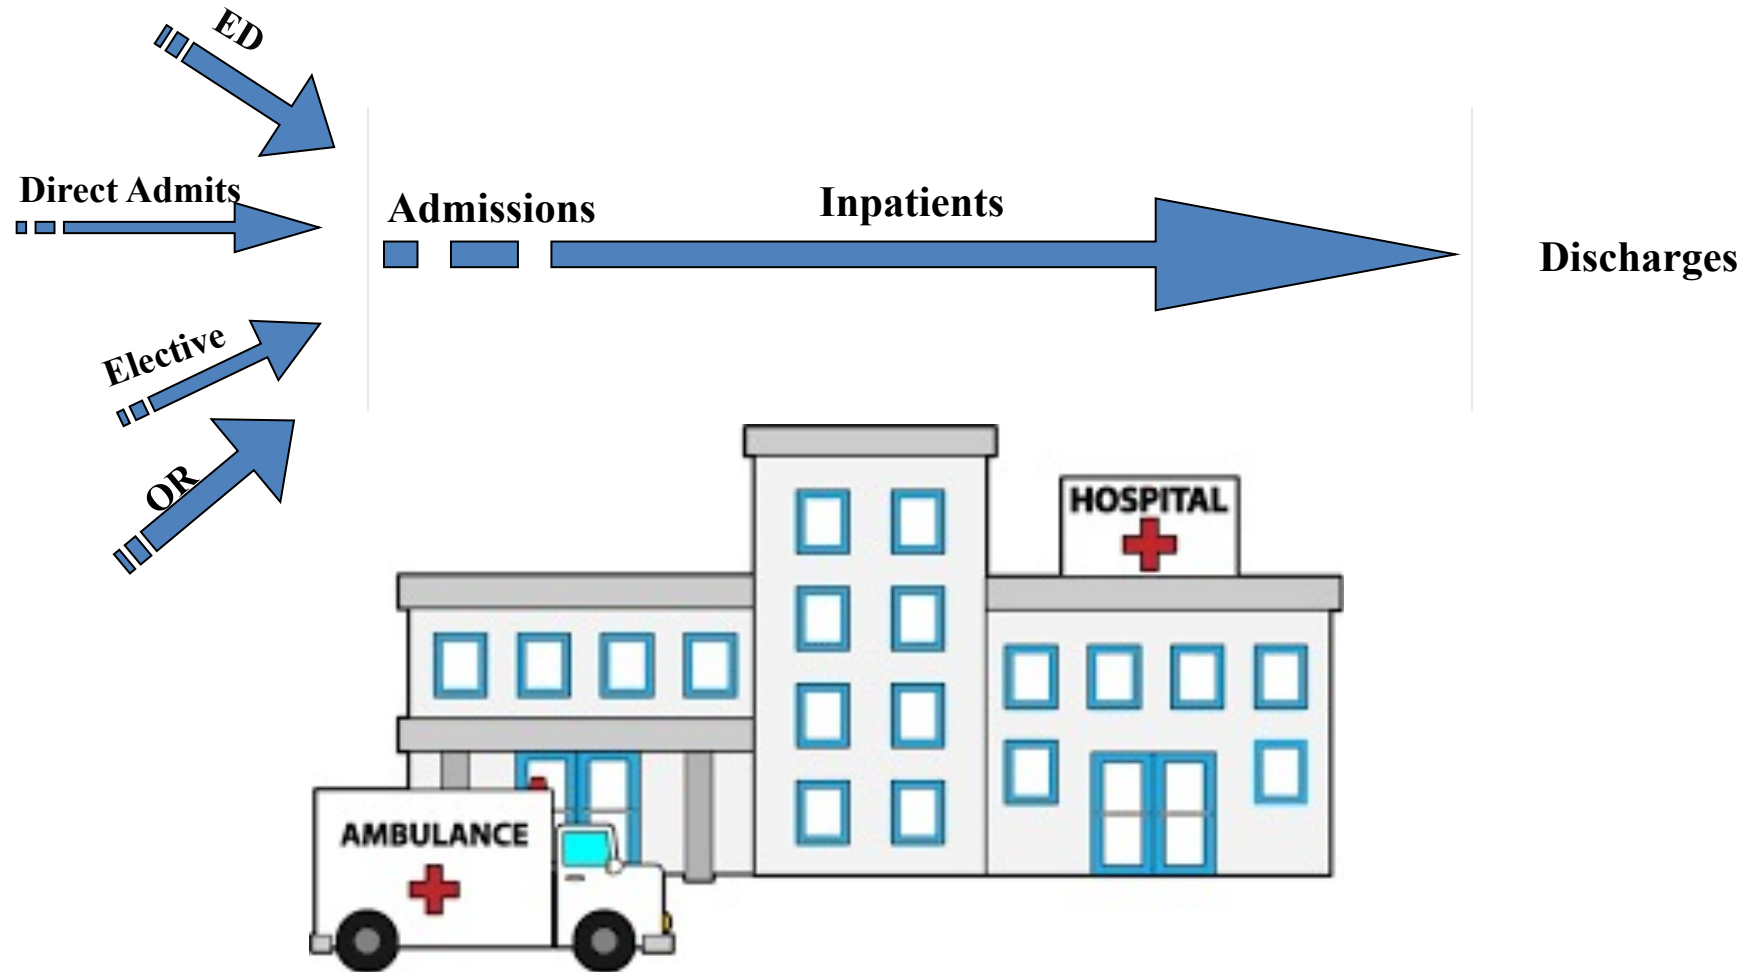 ED
Direct Admits
Admissions
Inpatients
Discharges
Elective
OR
HOSPITAL
AMBULANCE